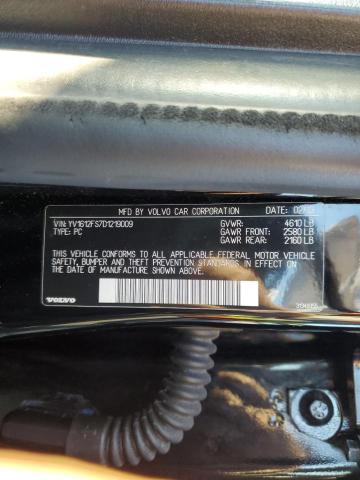 MFD BY VOLVO CAR CORPORATION DATE:
VIN: YV1612FS7D1219009 GVWR: 4610 LB
TYPE: PC GAWR FRONT: 2580 LB
GAWR REAR: 2160 LB
THIS VEHICLE CONFORMS TO ALL APPLICABLE FEDERAL MOTOR VEHICLE
SAFETY, BUMPER AND THEFT PREVENTION STANDARDS IN EFFECT ON
THE DATE OF MANUFACTURE SHOWN ABOVE.
VOLVO